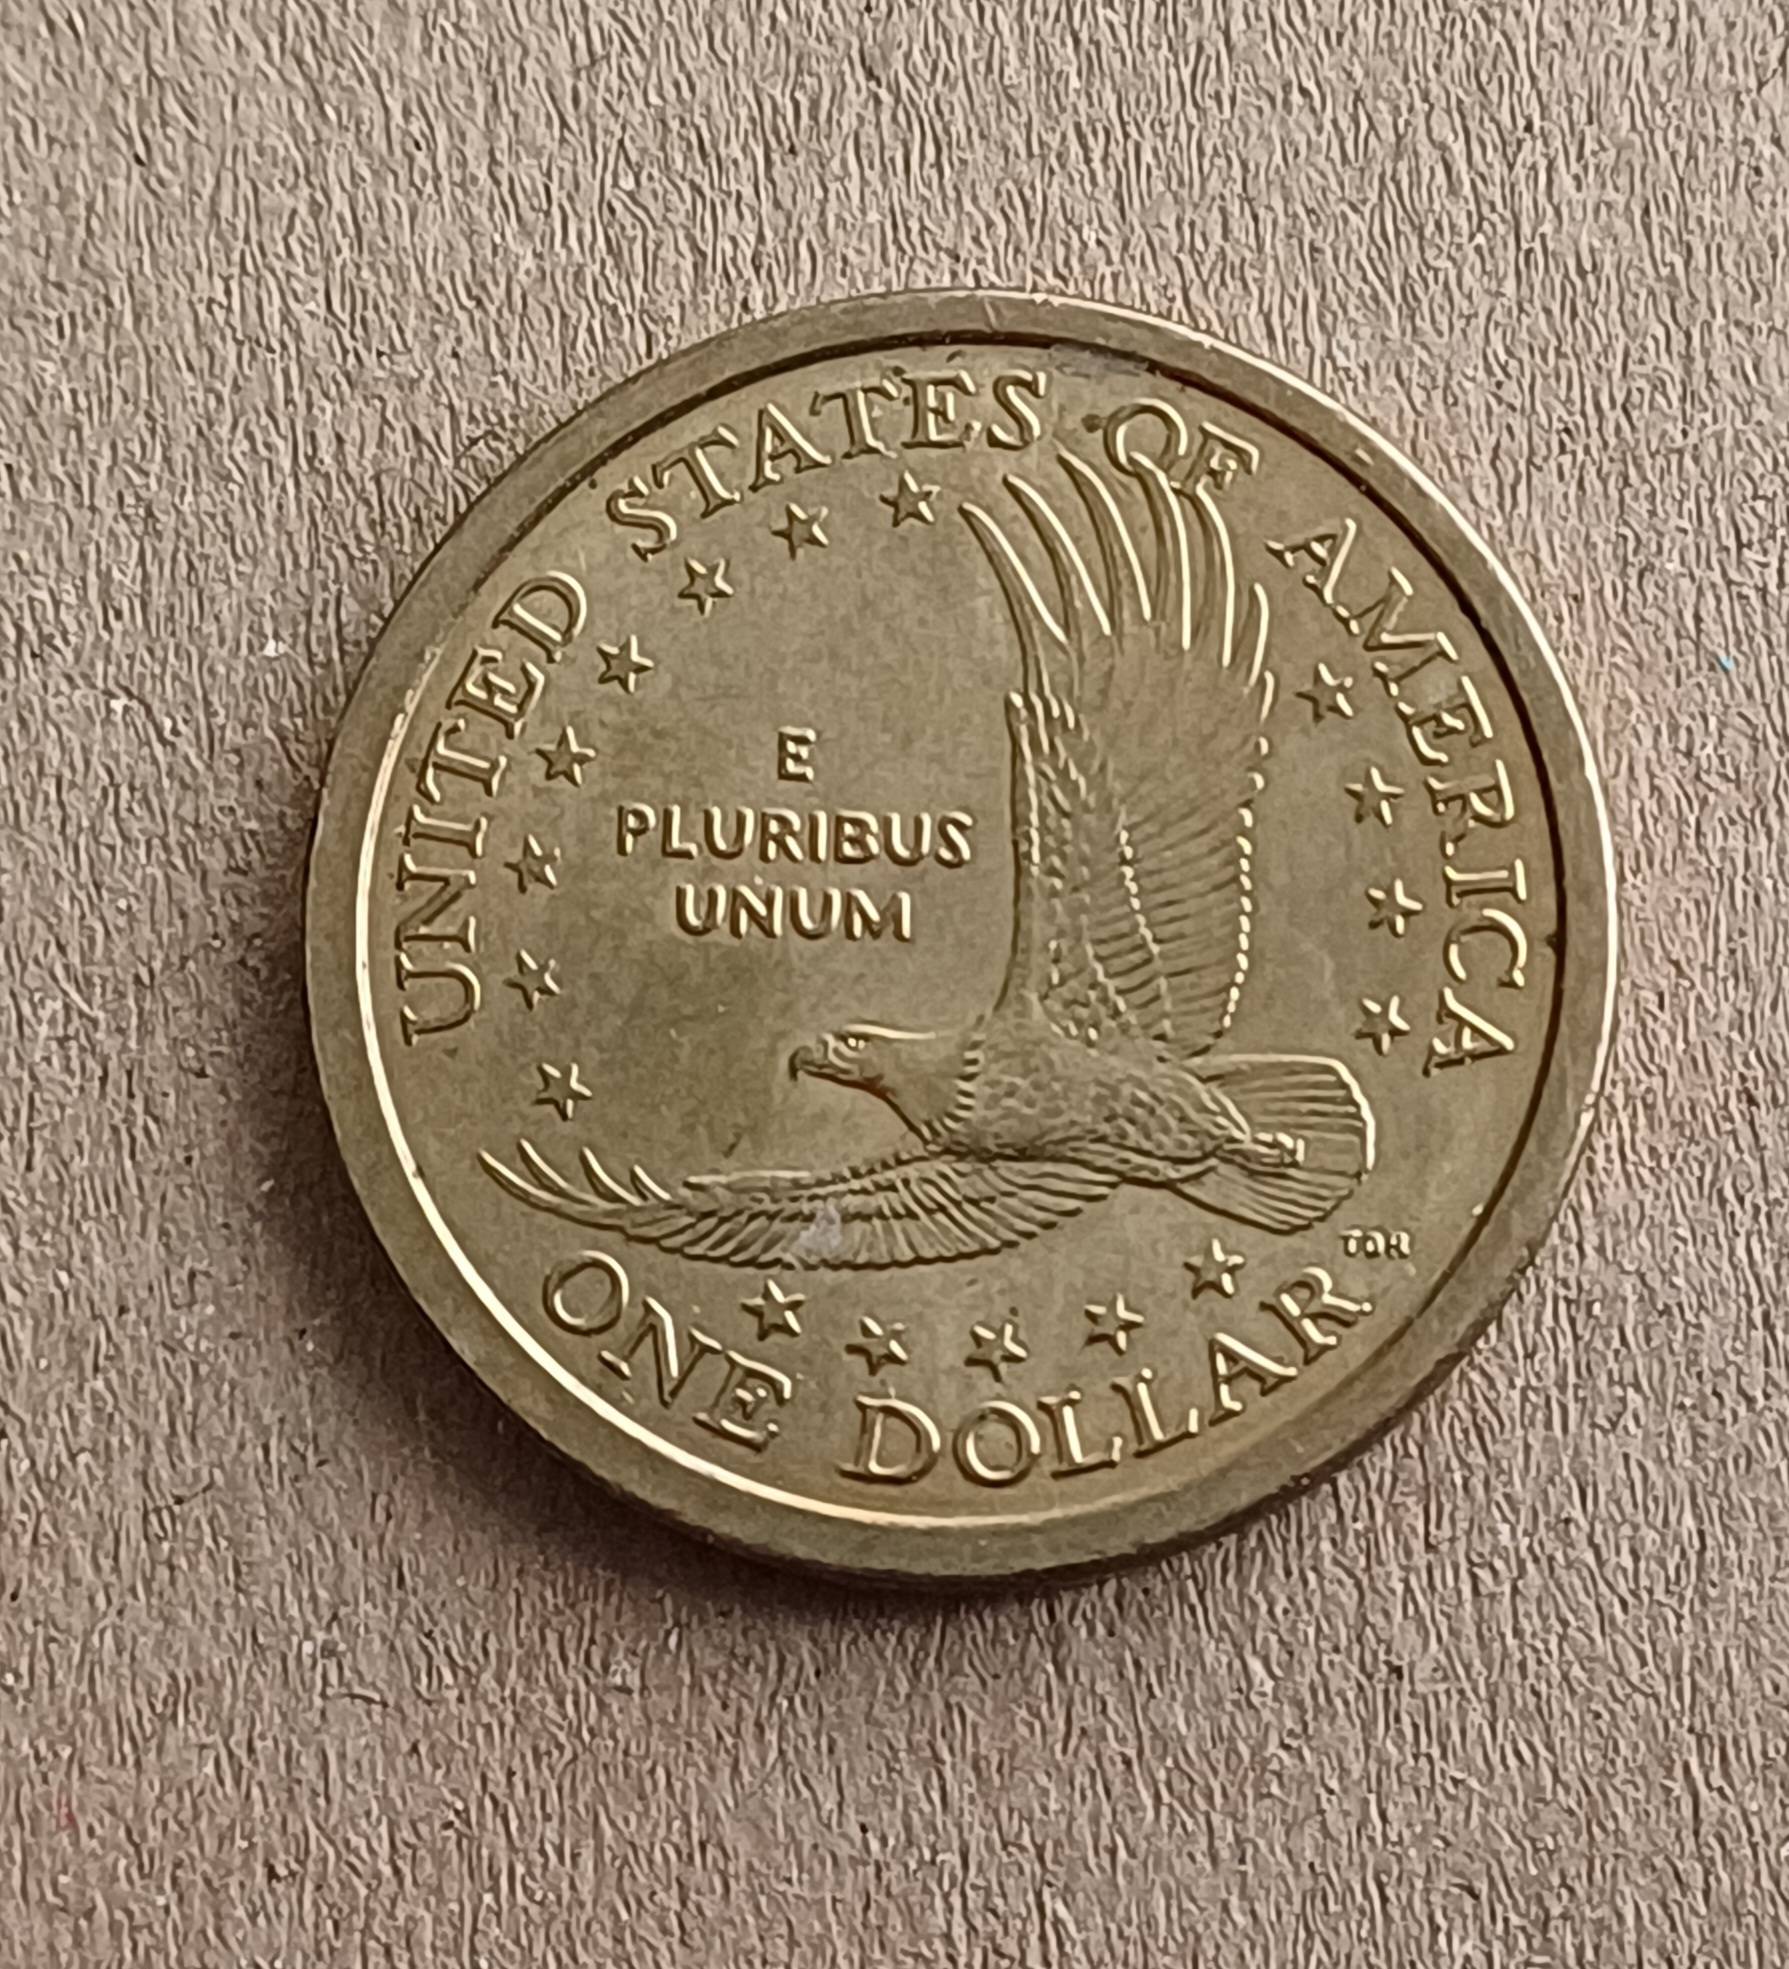 UNITED STATES OF AMERICA
E
PLURIBUS
UNUM
TDR
ONE DOLLAR